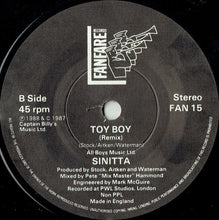 FANFARE
RECORDS
B Side
45 rpm
℗ 1988 & © 1987
Captain Billy's
Music Ltd.
Stereo
FAN 15
TOY BOY
(Remix)
(Stock/Aitken and Waterman)
All Boys Music Ltd.
SINITTA
Produced by Stock, Aitken and Waterman
Mixed by Pete "Mix Master" Hammond
Engineered by Mark McGuire
Recorded at PWL Studios, London
Non PPL
Made in England